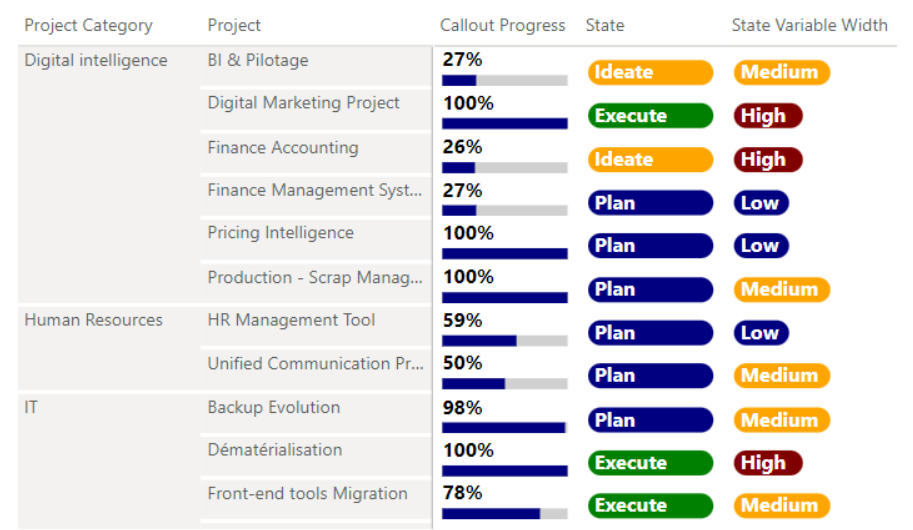 Project Category Project Callout Progress State State Variable Width
Digital intelligence BI & Pilotage 27% Ideate Medium
Digital Marketing Project 100% Execute High
Finance Accounting 26% Ideate High
Finance Management Syst... 27% Plan Low
Pricing Intelligence 100% Plan Low
Production - Scrap Manag... 100% Plan Medium
Human Resources HR Management Tool 59% Plan Low
Unified Communication Pr... 50% Plan Medium
IT Backup Evolution 98% Plan Medium
Dématérialisation 100% Execute High
Front-end tools Migration 78% Execute Medium